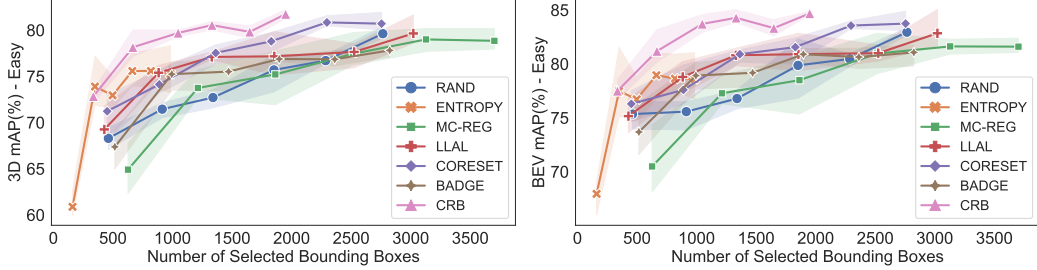 3D mAP(%) - Easy
80
75
70
65
60
0 500 1000 1500 2000 2500 3000 3500
Number of Selected Bounding Boxes
RAND
ENTROPY
MC-REG
LLAL
CORESET
BADGE
CRB
BEV mAP(%) - Easy
85
80
75
70
0 500 1000 1500 2000 2500 3000 3500
Number of Selected Bounding Boxes
RAND
ENTROPY
MC-REG
LLAL
CORESET
BADGE
CRB